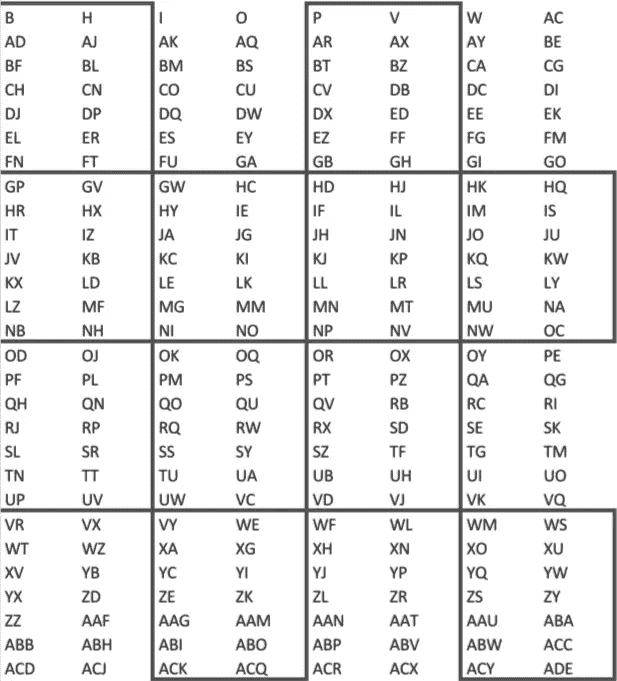 B H I O P V W AC
AD AJ AK AQ AR AX AY BE
BF BL BM BS BT BZ CA CG
CH CN CO CU CV DB DC DI
DJ DP DQ DW DX ED EE EK
EL ER ES EY EZ FF FG FM
FN FT FU GA GB GH GI GO
GP GV GW HC HD HJ HK HQ
HR HX HY IE IF IL IM IS
IT IZ JA JG JH JN JO JU
JV KB KC KI KJ KP KQ KW
KX LD LE LK LL LR LS LY
LZ MF MG MM MN MT MU NA
NB NH NI NO NP NV NW OC
OD OJ OK OQ OR OX OY PE
PF PL PM PS PT PZ QA QG
QH QN QO QU QV RB RC RI
RJ RP RQ RW RX SD SE SK
SL SR SS SY SZ TF TG TM
TN TT TU UA UB UH UI UO
UP UV UW VC VD VJ VK VQ
VR VX VY WE WF WL WM WS
WT WZ XA XG XH XN XO XU
XV YB YC YI YJ YP YQ YW
YX ZD ZE ZK ZL ZR ZS ZY
ZZ AAF AAG AAM AAN AAT AAU ABA
ABB ABH ABI ABO ABP ABV ABW ACC
ACD ACJ ACK ACQ ACR ACX ACY ADE